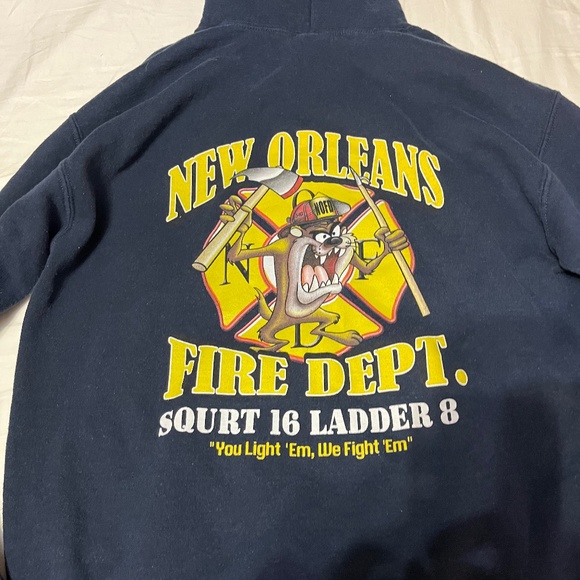 NEW ORLEANS
NOFD
N F
D
FIRE DEPT.
SQURT 16 LADDER 8
"You Light 'Em, We Fight 'Em"